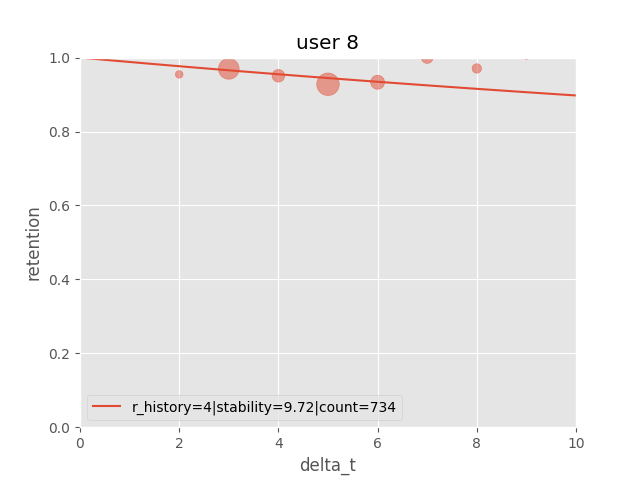 user 8
1.0
0.8
0.6
0.4
0.2
0.0
retention
r_history=4|stability=9.72|count=734
0 2 4 6 8 10
delta_t